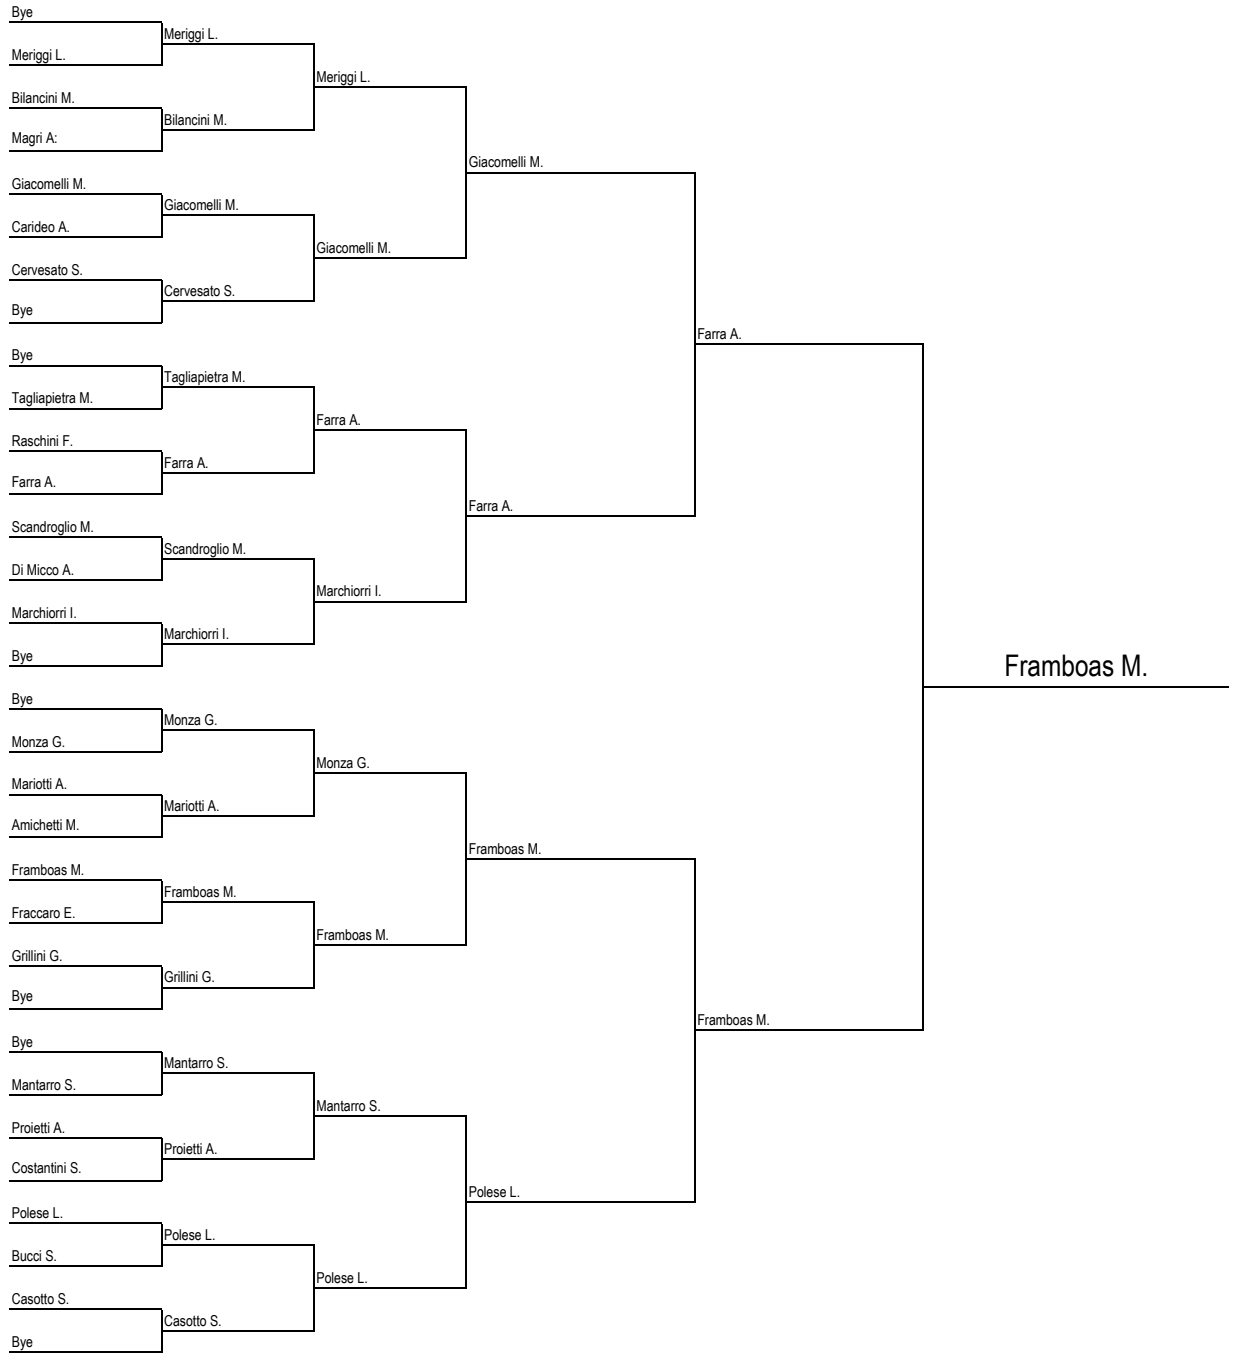 Bye
Meriggi L.
Bilancini M.
Magri A:
Giacomelli M.
Carideo A.
Cervesato S.
Bye
Bye
Tagliapietra M.
Raschini F.
Farra A.
Scandroglio M.
Di Micco A.
Marchiorri I.
Bye
Bye
Monza G.
Mariotti A.
Amichetti M.
Framboas M.
Fraccaro E.
Grillini G.
Bye
Bye
Mantarro S.
Proietti A.
Costantini S.
Polese L.
Bucci S.
Casotto S.
Bye
Meriggi L.
Bilancini M.
Giacomelli M.
Cervesato S.
Tagliapietra M.
Farra A.
Scandroglio M.
Marchiorri I.
Monza G.
Mariotti A.
Framboas M.
Grillini G.
Mantarro S.
Proietti A.
Polese L.
Casotto S.
Meriggi L.
Giacomelli M.
Farra A.
Marchiorri I.
Monza G.
Framboas M.
Mantarro S.
Polese L.
Giacomelli M.
Farra A.
Framboas M.
Polese L.
Farra A.
Framboas M.
Framboas M.